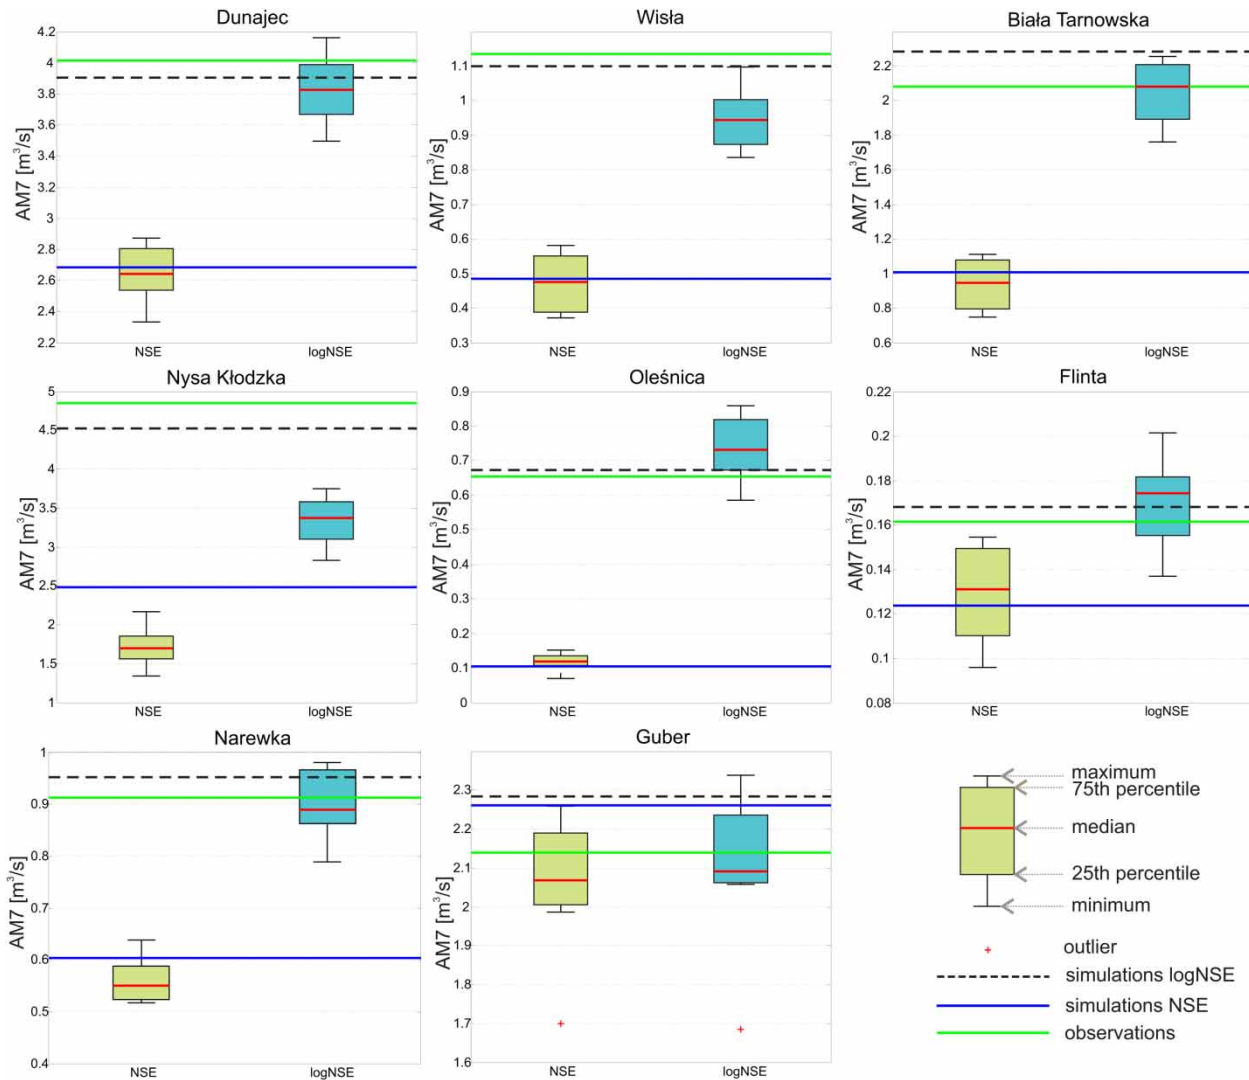 Dunajec
4.2
4
3.8
3.6
3.4
3.2
3
2.8
2.6
2.4
2.2
AM7 [m³/s]
NSE logNSE
Wisła
1.1
1
0.9
0.8
0.7
0.6
0.5
0.4
0.3
AM7 [m³/s]
NSE logNSE
Biała Tarnowska
2.2
2
1.8
1.6
1.4
1.2
1
0.8
0.6
AM7 [m³/s]
NSE logNSE
Nysa Kłodzka
5
4.5
4
3.5
3
2.5
2
1.5
1
AM7 [m³/s]
NSE logNSE
Oleśnica
0.9
0.8
0.7
0.6
0.5
0.4
0.3
0.2
0.1
0
AM7 [m³/s]
NSE logNSE
Flinta
0.22
0.2
0.18
0.16
0.14
0.12
0.1
0.08
AM7 [m³/s]
NSE logNSE
Narewka
1
0.9
0.8
0.7
0.6
0.5
0.4
AM7 [m³/s]
NSE logNSE
Guber
2.3
2.2
2.1
2
1.9
1.8
1.7
1.6
AM7 [m³/s]
NSE logNSE
maximum
75th percentile
median
25th percentile
minimum
outlier
simulations logNSE
simulations NSE
observations